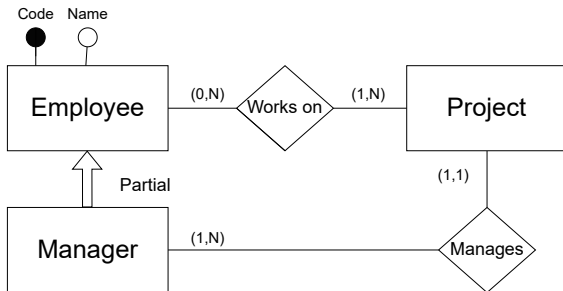 Code Name
Employee
(0,N)
Works on
(1,N)
Project
Partial
(1,1)
Manager
(1,N)
Manages